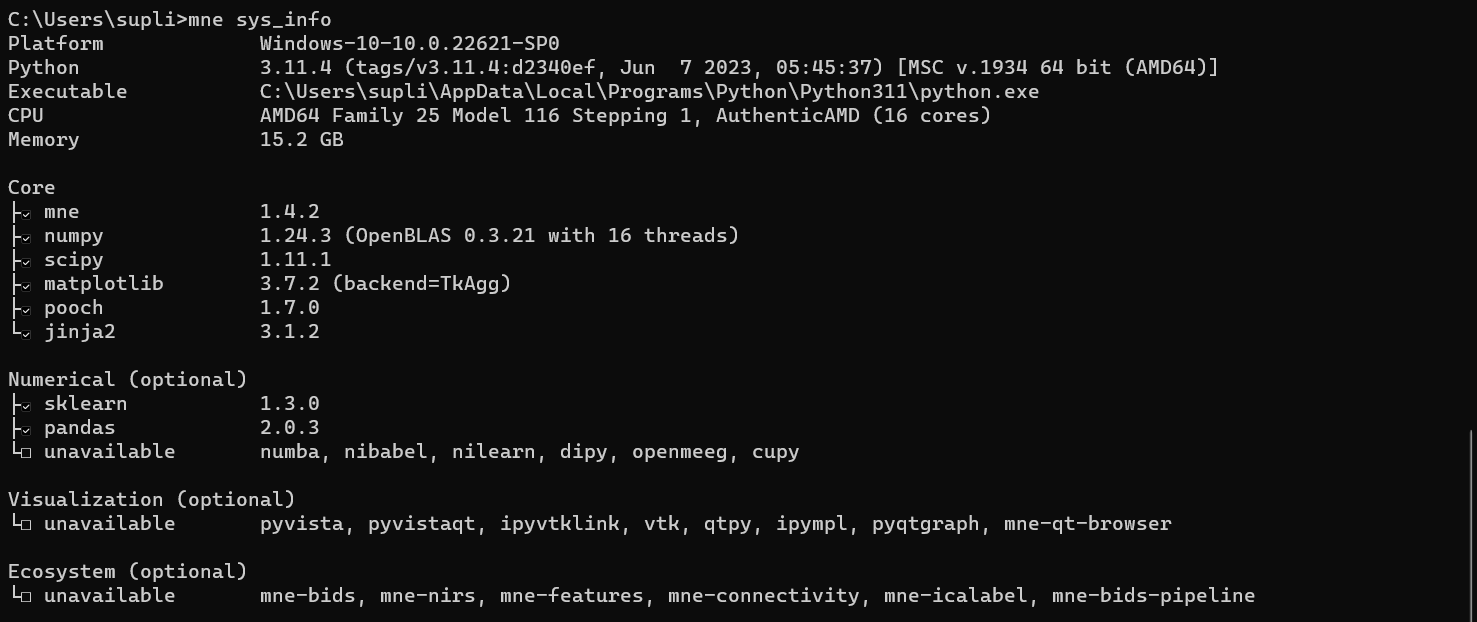 C:\Users\supli>mne sys_info
Platform             Windows-10-10.0.22621-SP0
Python               3.11.4 (tags/v3.11.4:d2340ef, Jun  7 2023, 05:45:37) [MSC v.1934 64 bit (AMD64)]
Executable           C:\Users\supli\AppData\Local\Programs\Python\Python311\python.exe
CPU                  AMD64 Family 25 Model 116 Stepping 1, AuthenticAMD (16 cores)
Memory               15.2 GB

Core
├☑ mne               1.4.2
├☑ numpy             1.24.3 (OpenBLAS 0.3.21 with 16 threads)
├☑ scipy             1.11.1
├☑ matplotlib        3.7.2 (backend=TkAgg)
├☑ pooch             1.7.0
└☑ jinja2            3.1.2

Numerical (optional)
├☑ sklearn           1.3.0
├☑ pandas            2.0.3
└☐ unavailable       numba, nibabel, nilearn, dipy, openmeeg, cupy

Visualization (optional)
└☐ unavailable       pyvista, pyvistaqt, ipyvtklink, vtk, qtpy, ipympl, pyqtgraph, mne-qt-browser

Ecosystem (optional)
└☐ unavailable       mne-bids, mne-nirs, mne-features, mne-connectivity, mne-icalabel, mne-bids-pipeline